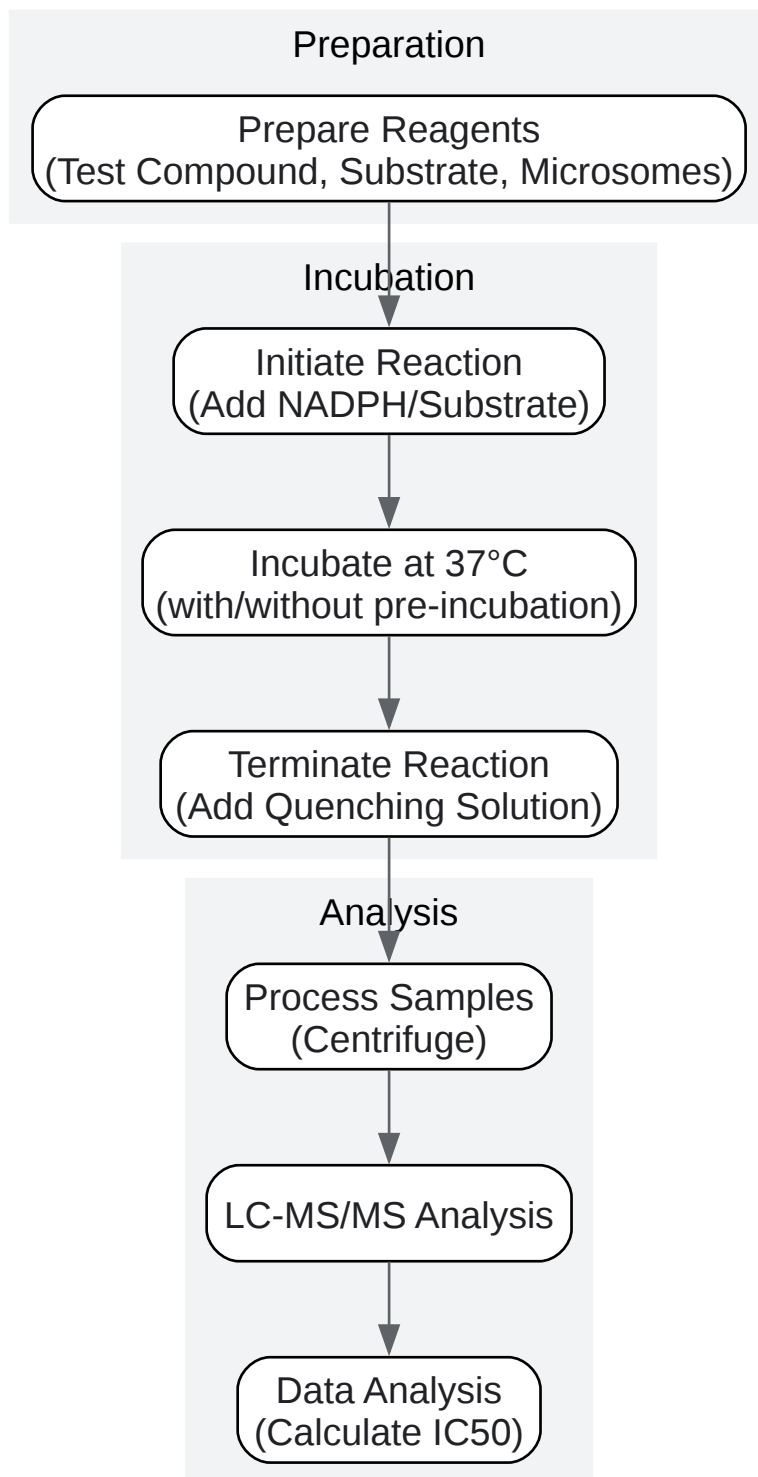 Preparation
Prepare Reagents
(Test Compound, Substrate, Microsomes)
Incubation
Initiate Reaction
(Add NADPH/Substrate)
Incubate at 37°C
(with/without pre-incubation)
Terminate Reaction
(Add Quenching Solution)
Analysis
Process Samples
(Centrifuge)
LC-MS/MS Analysis
Data Analysis
(Calculate IC50)